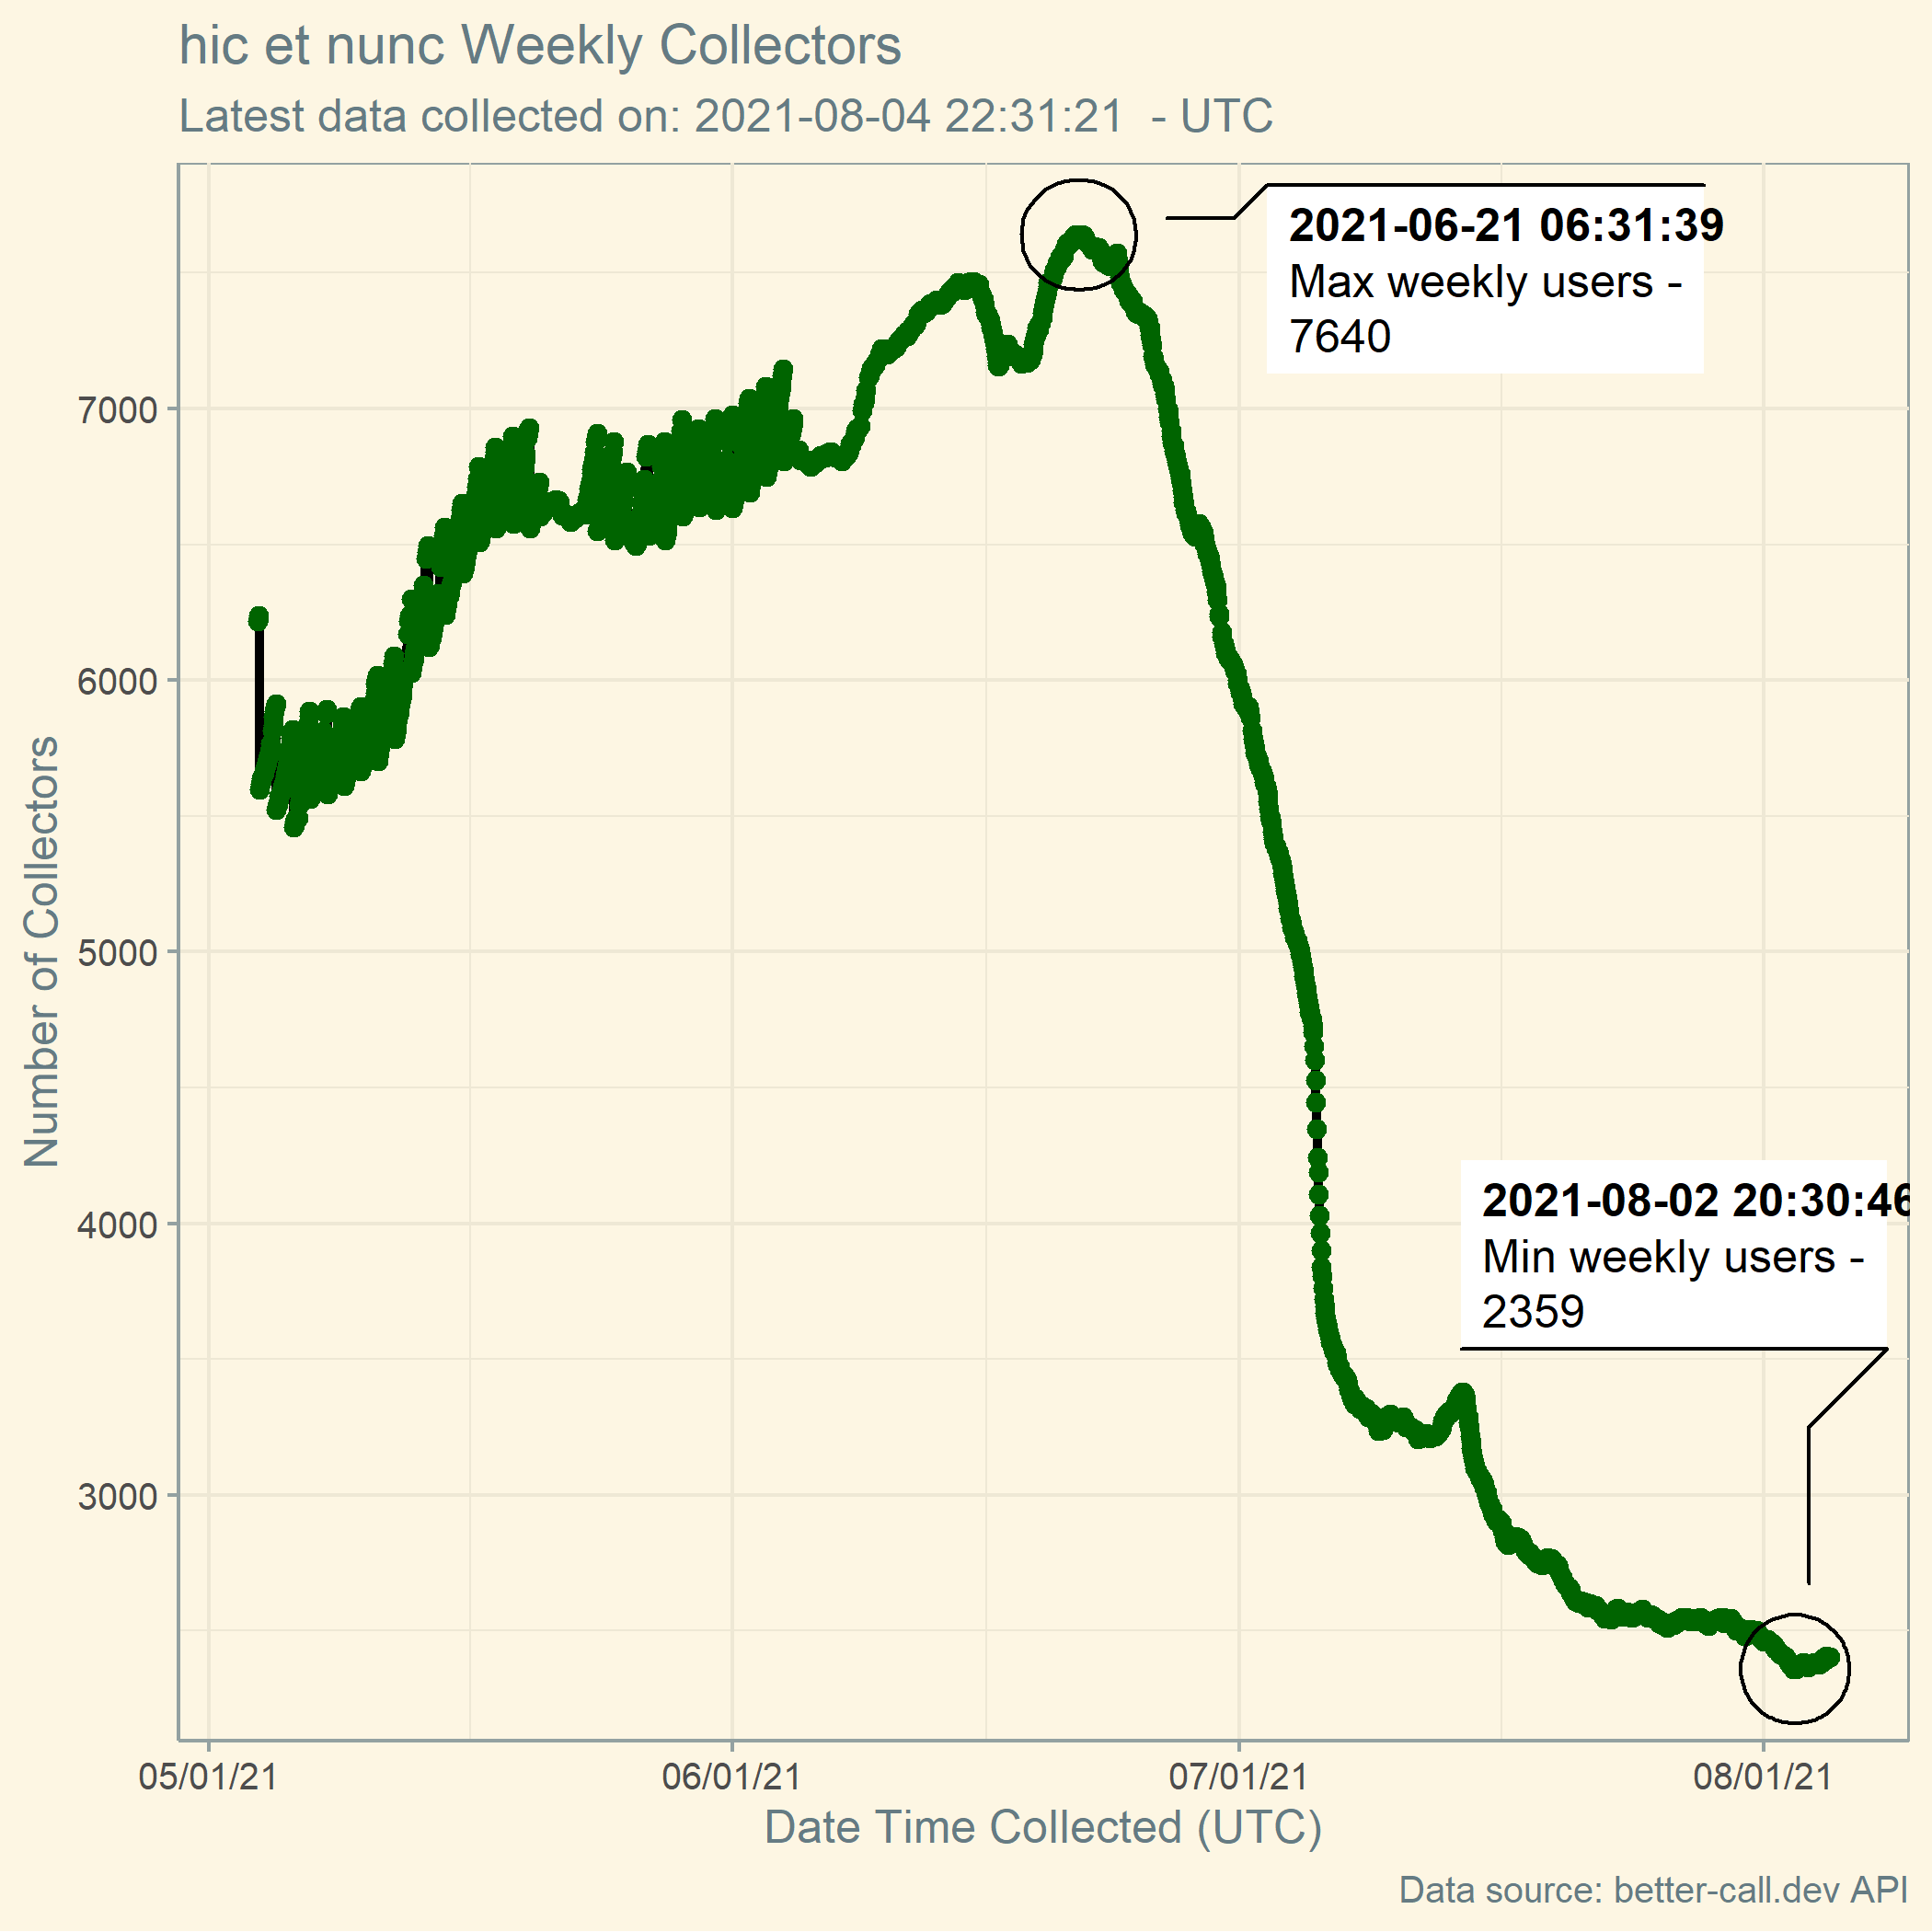 hic et nunc Weekly Collectors
Latest data collected on: 2021-08-04 22:31:21  - UTC
2021-06-21 06:31:39
Max weekly users -
7640
7000
6000
5000
4000
3000
Number of Collectors
2021-08-02 20:30:46
Min weekly users -
2359
05/01/21
06/01/21
07/01/21
08/01/21
Date Time Collected (UTC)
Data source: better-call.dev API